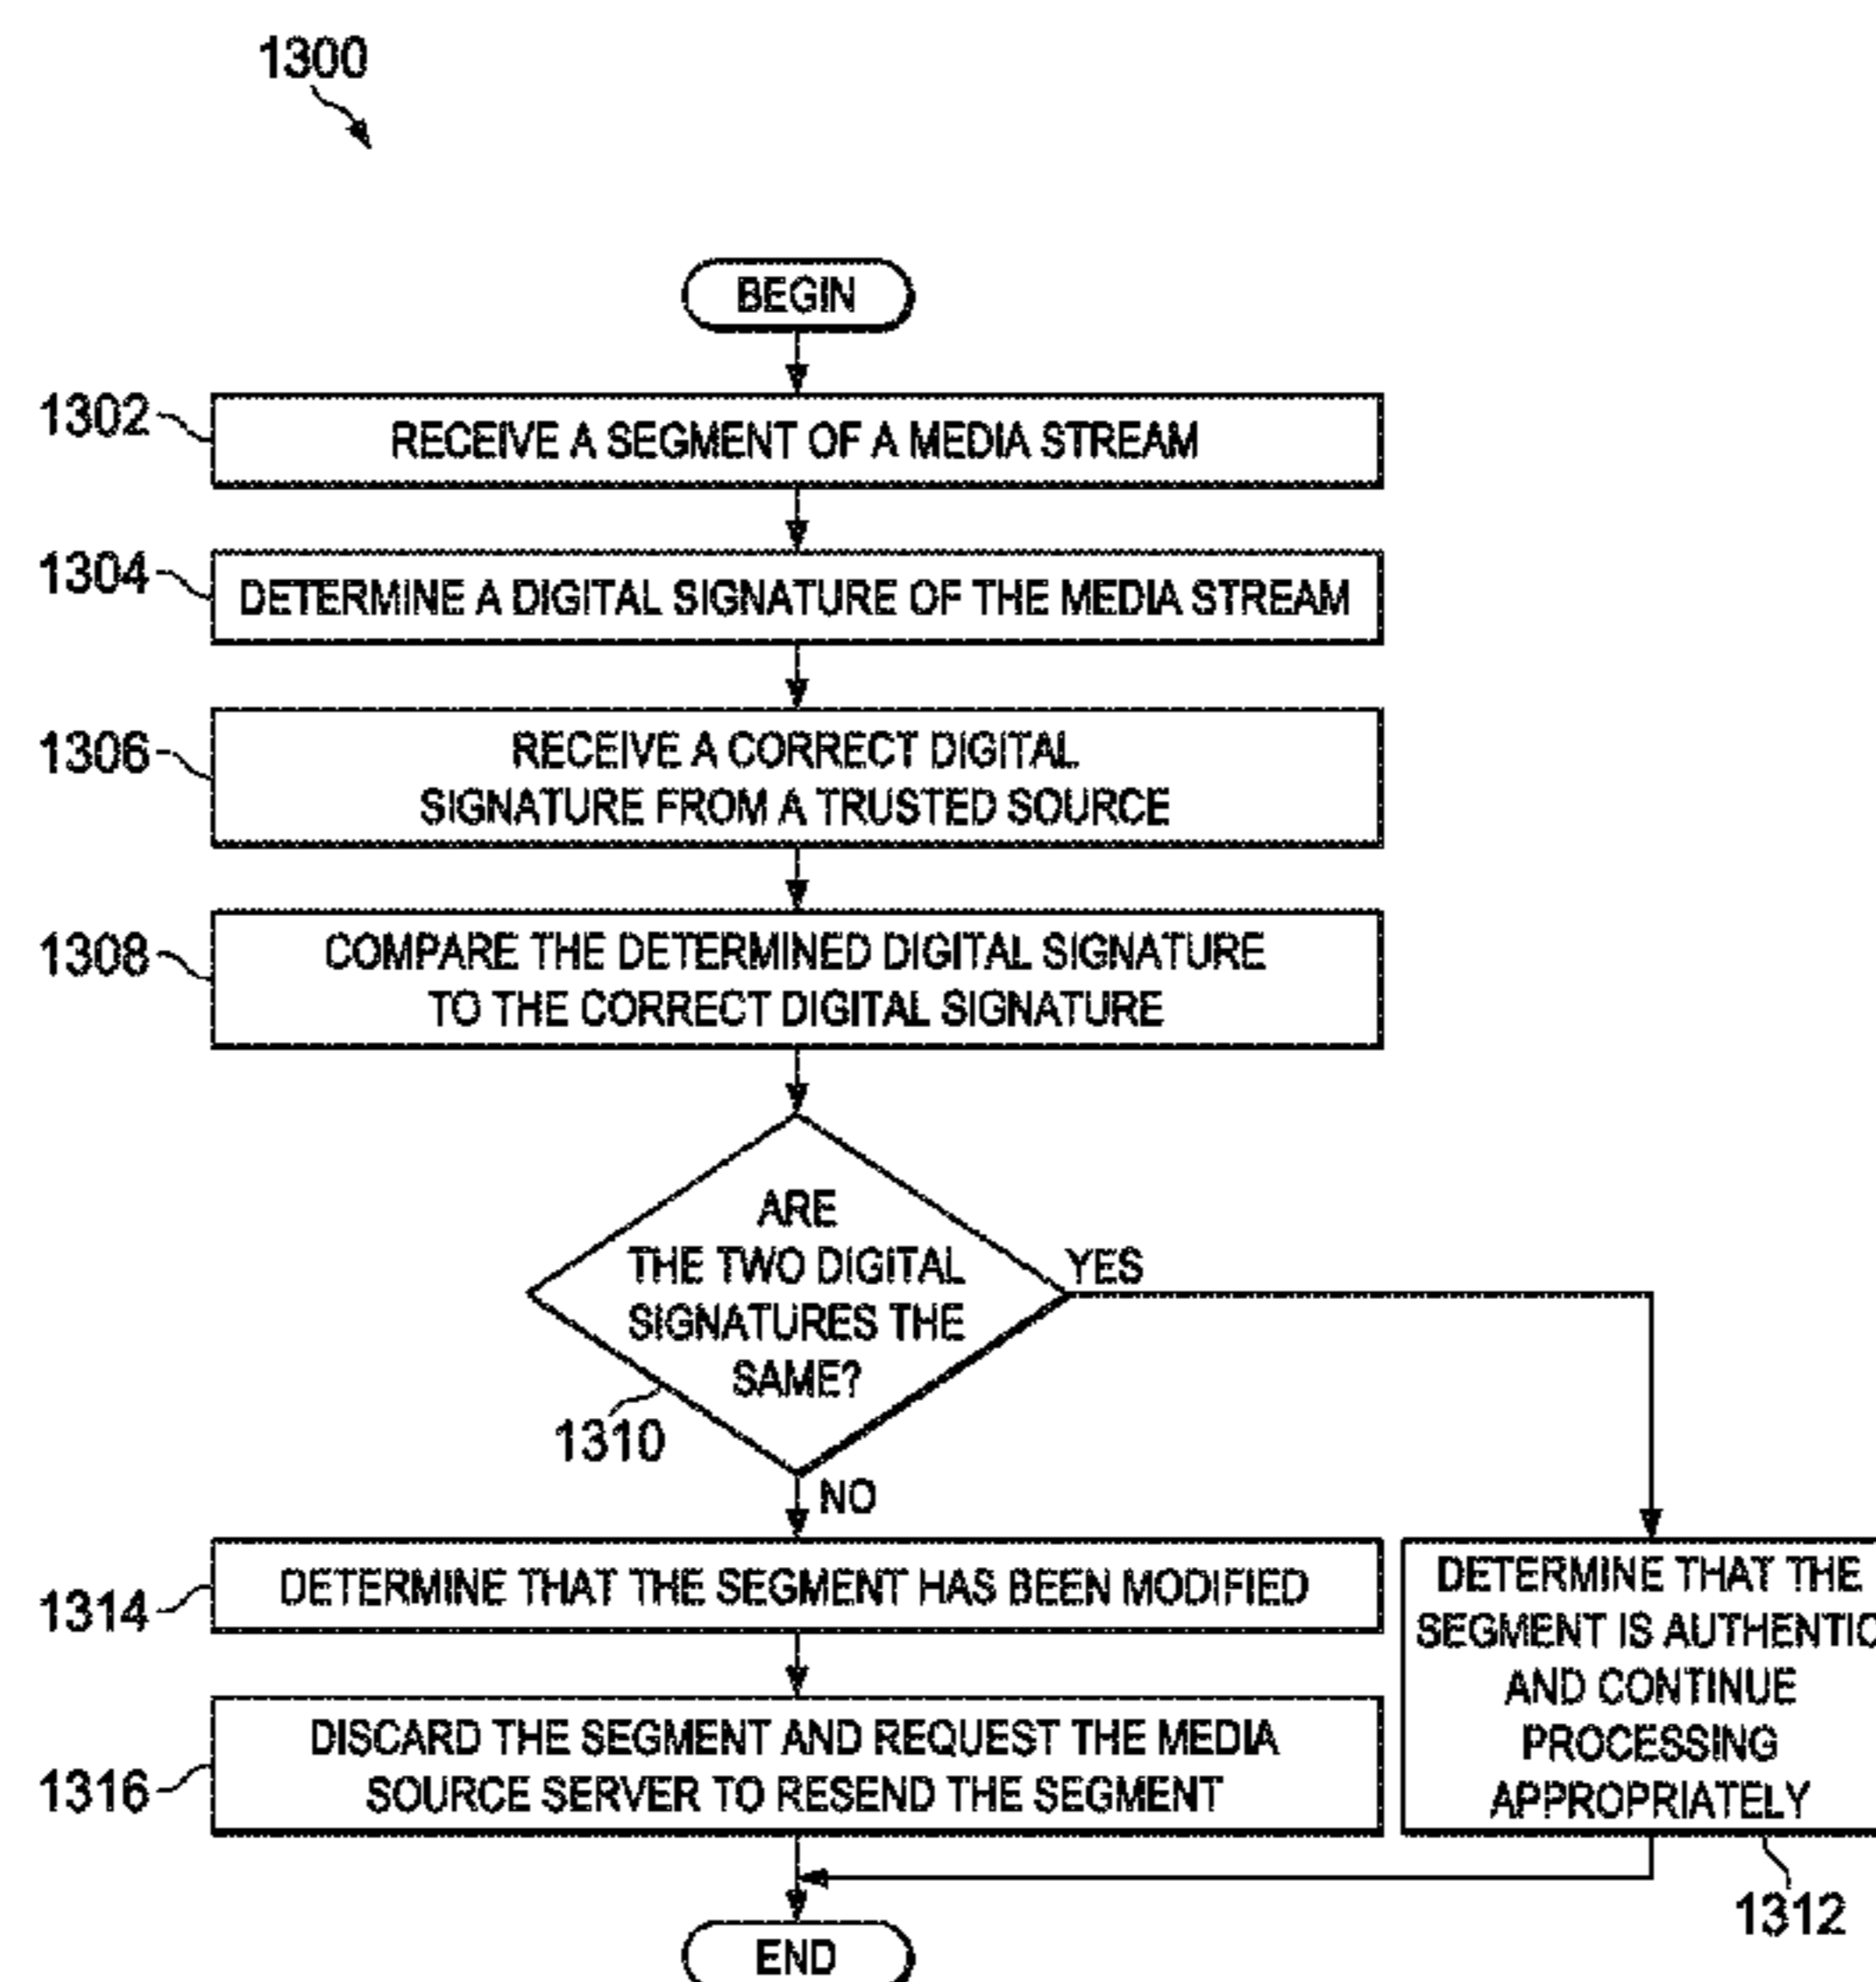 1300
BEGIN
1302
RECEIVE A SEGMENT OF A MEDIA STREAM
1304
DETERMINE A DIGITAL SIGNATURE OF THE MEDIA STREAM
1306
RECEIVE A CORRECT DIGITAL
SIGNATURE FROM A TRUSTED SOURCE
1308
COMPARE THE DETERMINED DIGITAL SIGNATURE
TO THE CORRECT DIGITAL SIGNATURE
ARE
THE TWO DIGITAL
SIGNATURES THE
SAME?
YES
1310
NO
1314
DETERMINE THAT THE SEGMENT HAS BEEN MODIFIED
1316
DISCARD THE SEGMENT AND REQUEST THE MEDIA
SOURCE SERVER TO RESEND THE SEGMENT
DETERMINE THAT THE
SEGMENT IS AUTHENTIC
AND CONTINUE
PROCESSING
APPROPRIATELY
1312
END